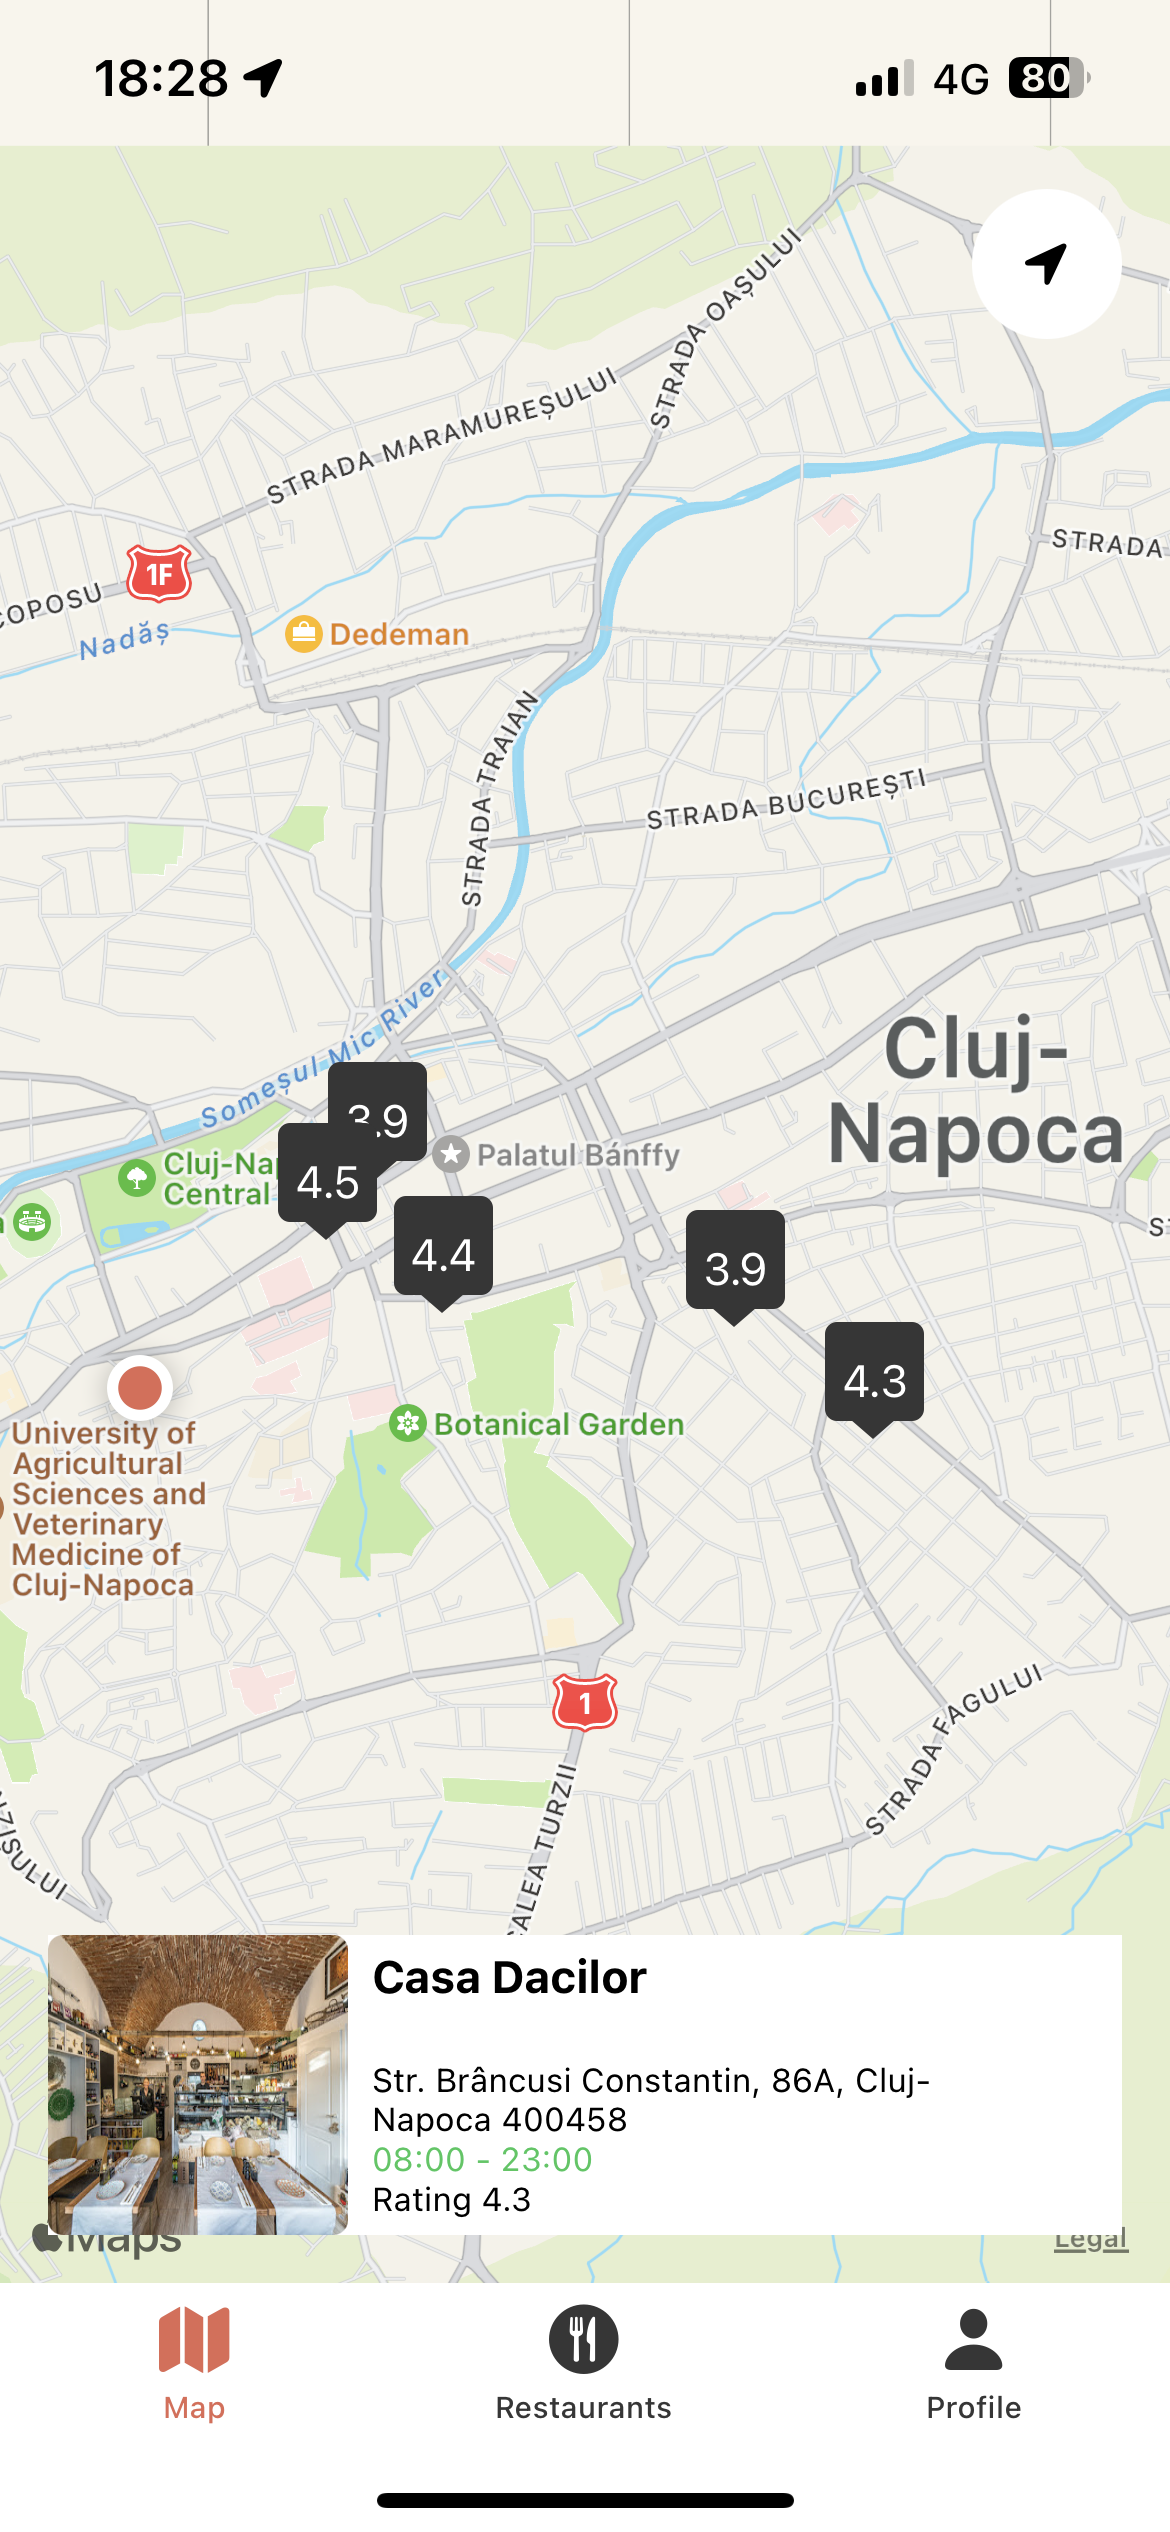 18:28
4G
80
STRADA OAȘULUI
STRADA MARAMUREȘULUI
STRADA
1F
COPOSU
Nadăș
Dedeman
STRADA TRAIAN
STRADA BUCUREȘTI
Someșul Mic River
Cluj-
Napoca
3.9
4.5
Central
Palatul Bánffy
4.4
3.9
4.3
Botanical Garden
University of
Agricultural
Sciences and
Veterinary
Medicine of
Cluj-Napoca
1
STRADA FAGULUI
CALEA TURZII
Casa Dacilor
Str. Brâncusi Constantin, 86A, Cluj-
Napoca 400458
08:00 - 23:00
Rating 4.3
Maps
Legal
Map
Restaurants
Profile